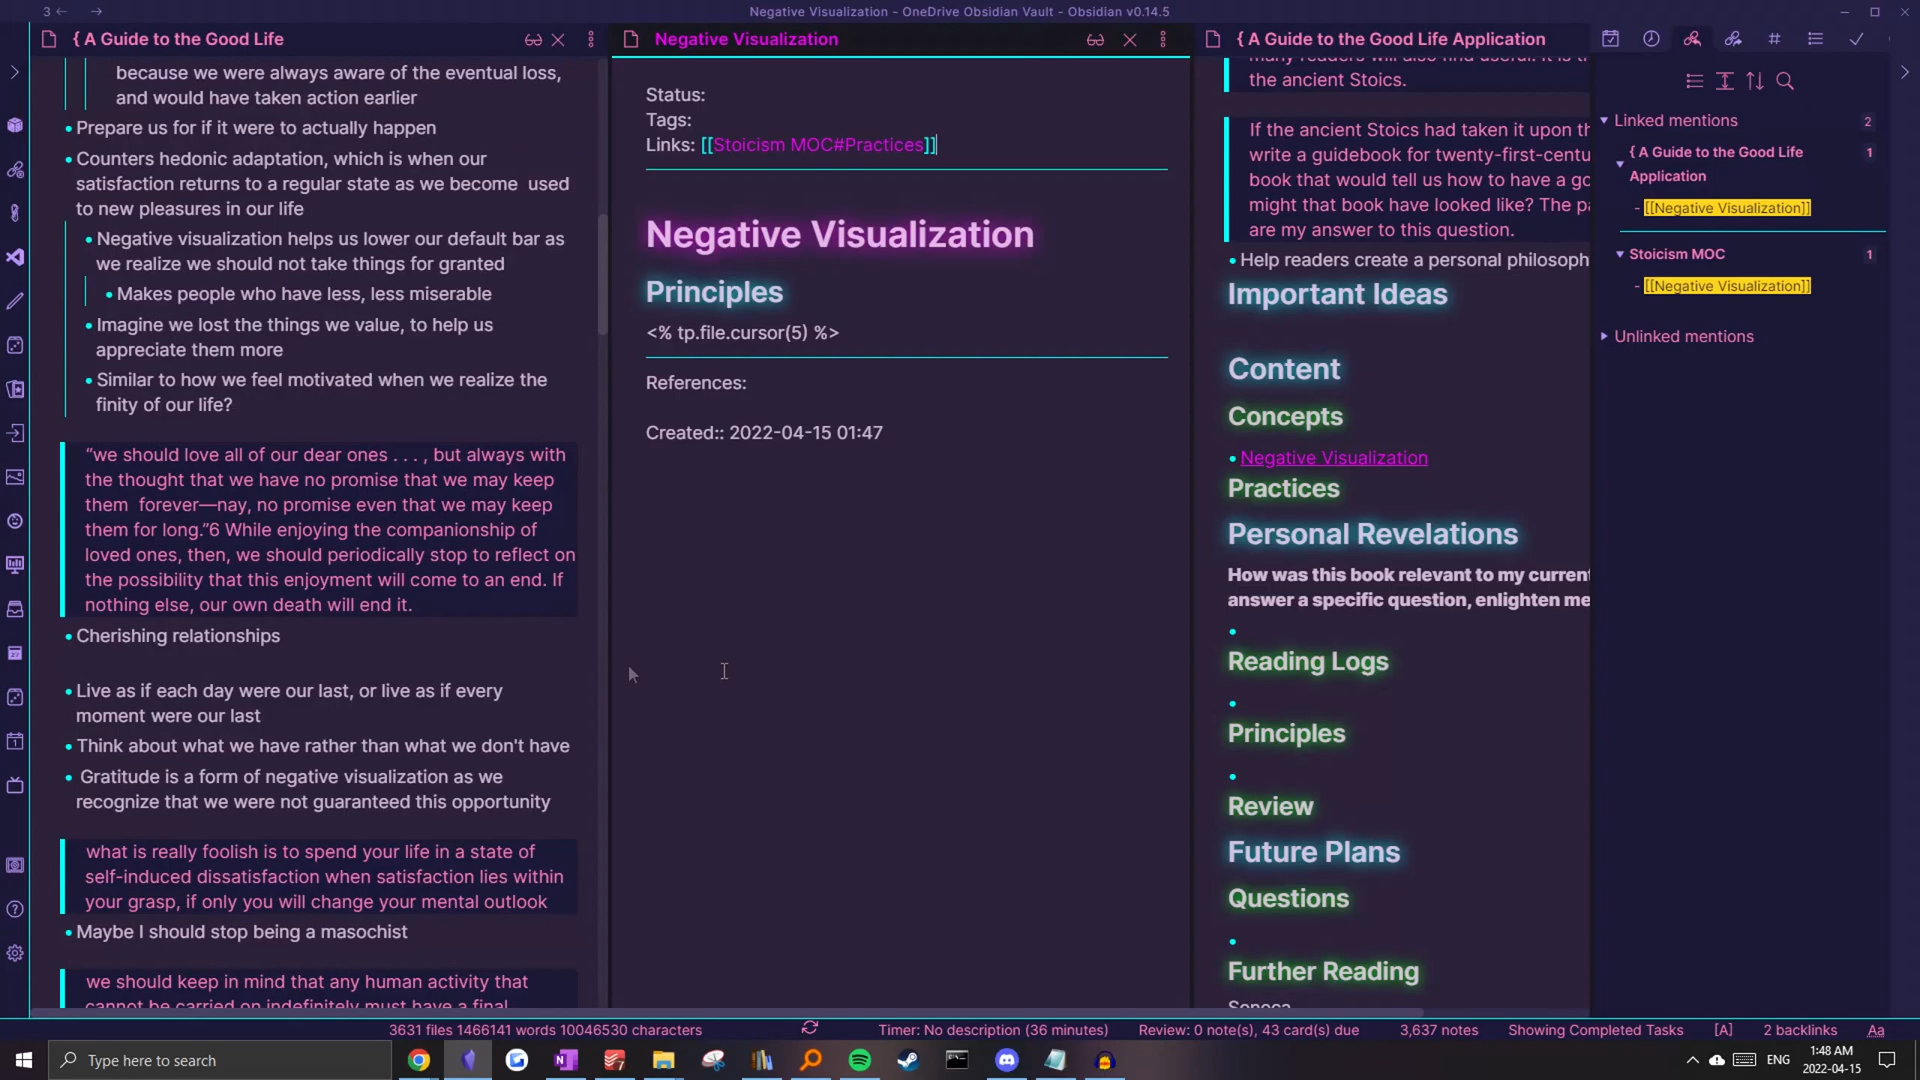 3
Negative Visualization - OneDrive Obsidian Vault - Obsidian v0.14.5
{ A Guide to the Good Life
because we were always aware of the eventual loss,
and would have taken action earlier
Prepare us for if it were to actually happen
Counters hedonic adaptation, which is when our
satisfaction returns to a regular state as we become used
to new pleasures in our life
Negative visualization helps us lower our default bar as
we realize we should not take things for granted
Makes people who have less, less miserable
Imagine we lost the things we value, to help us
appreciate them more
Similar to how we feel motivated when we realize the
finity of our life?
“we should love all of our dear ones . . . , but always with
the thought that we have no promise that we may keep
them forever—nay, no promise even that we may keep
them for long.”6 While enjoying the companionship of
loved ones, then, we should periodically stop to reflect on
the possibility that this enjoyment will come to an end. If
nothing else, our own death will end it.
Cherishing relationships
Live as if each day were our last, or live as if every
moment were our last
Think about what we have rather than what we don't have
Gratitude is a form of negative visualization as we
recognize that we were not guaranteed this opportunity
what is really foolish is to spend your life in a state of
self-induced dissatisfaction when satisfaction lies within
your grasp, if only you will change your mental outlook
Maybe I should stop being a masochist
we should keep in mind that any human activity that
cannot be carried on indefinitely must have a final
Negative Visualization
Status:
Tags:
Links: [[Stoicism MOC#Practices]]
Negative Visualization
Principles
<% tp.file.cursor(5) %>
References:
Created:: 2022-04-15 01:47
{ A Guide to the Good Life Application
many readers will also find useful. It is
the ancient Stoics.
If the ancient Stoics had taken it upon
write a guidebook for
book that would tell us how to have a
might that book have looked like? The
are my answer to this question.
Help readers create a personal
Important Ideas
Content
Concepts
Negative Visualization
Practices
Personal Revelations
How was this book relevant to my
answer a specific question, enlighten me
Reading Logs
Principles
Review
Future Plans
Questions
Further Reading
Seneca
Linked mentions 2
{ A Guide to the Good Life 1
Application
- [[Negative Visualization]]
Stoicism MOC 1
- [[Negative Visualization]]
Unlinked mentions
3631 files 1466141 words 10046530 characters
Timer: No description (36 minutes)
Review: 0 note(s), 43 card(s) due
3,637 notes
Showing Completed Tasks
[A]
2 backlinks
Aa
Type here to search
ENG
1:48 AM
2022-04-15